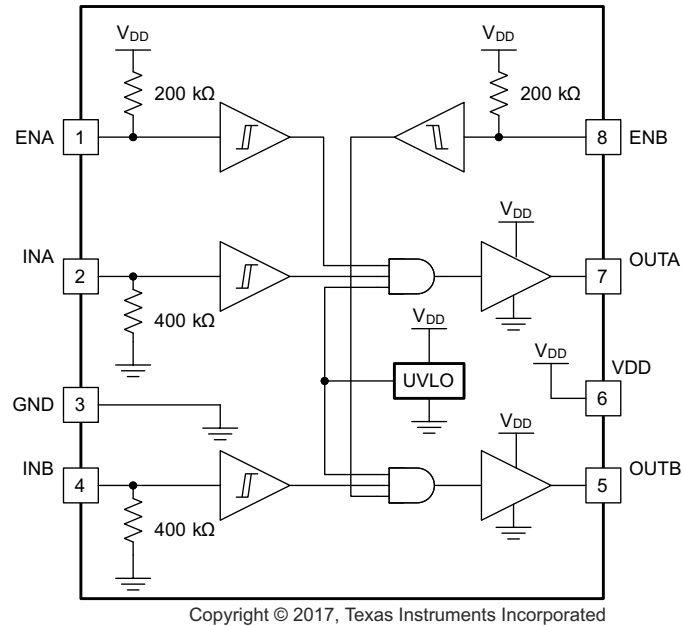 VDD
VDD
200 kΩ
200 kΩ
ENA
1
8
ENB
VDD
INA
2
7
OUTA
400 kΩ
VDD
VDD
VDD
UVLO
6
GND
3
VDD
INB
4
5
OUTB
400 kΩ
Copyright © 2017, Texas Instruments Incorporated